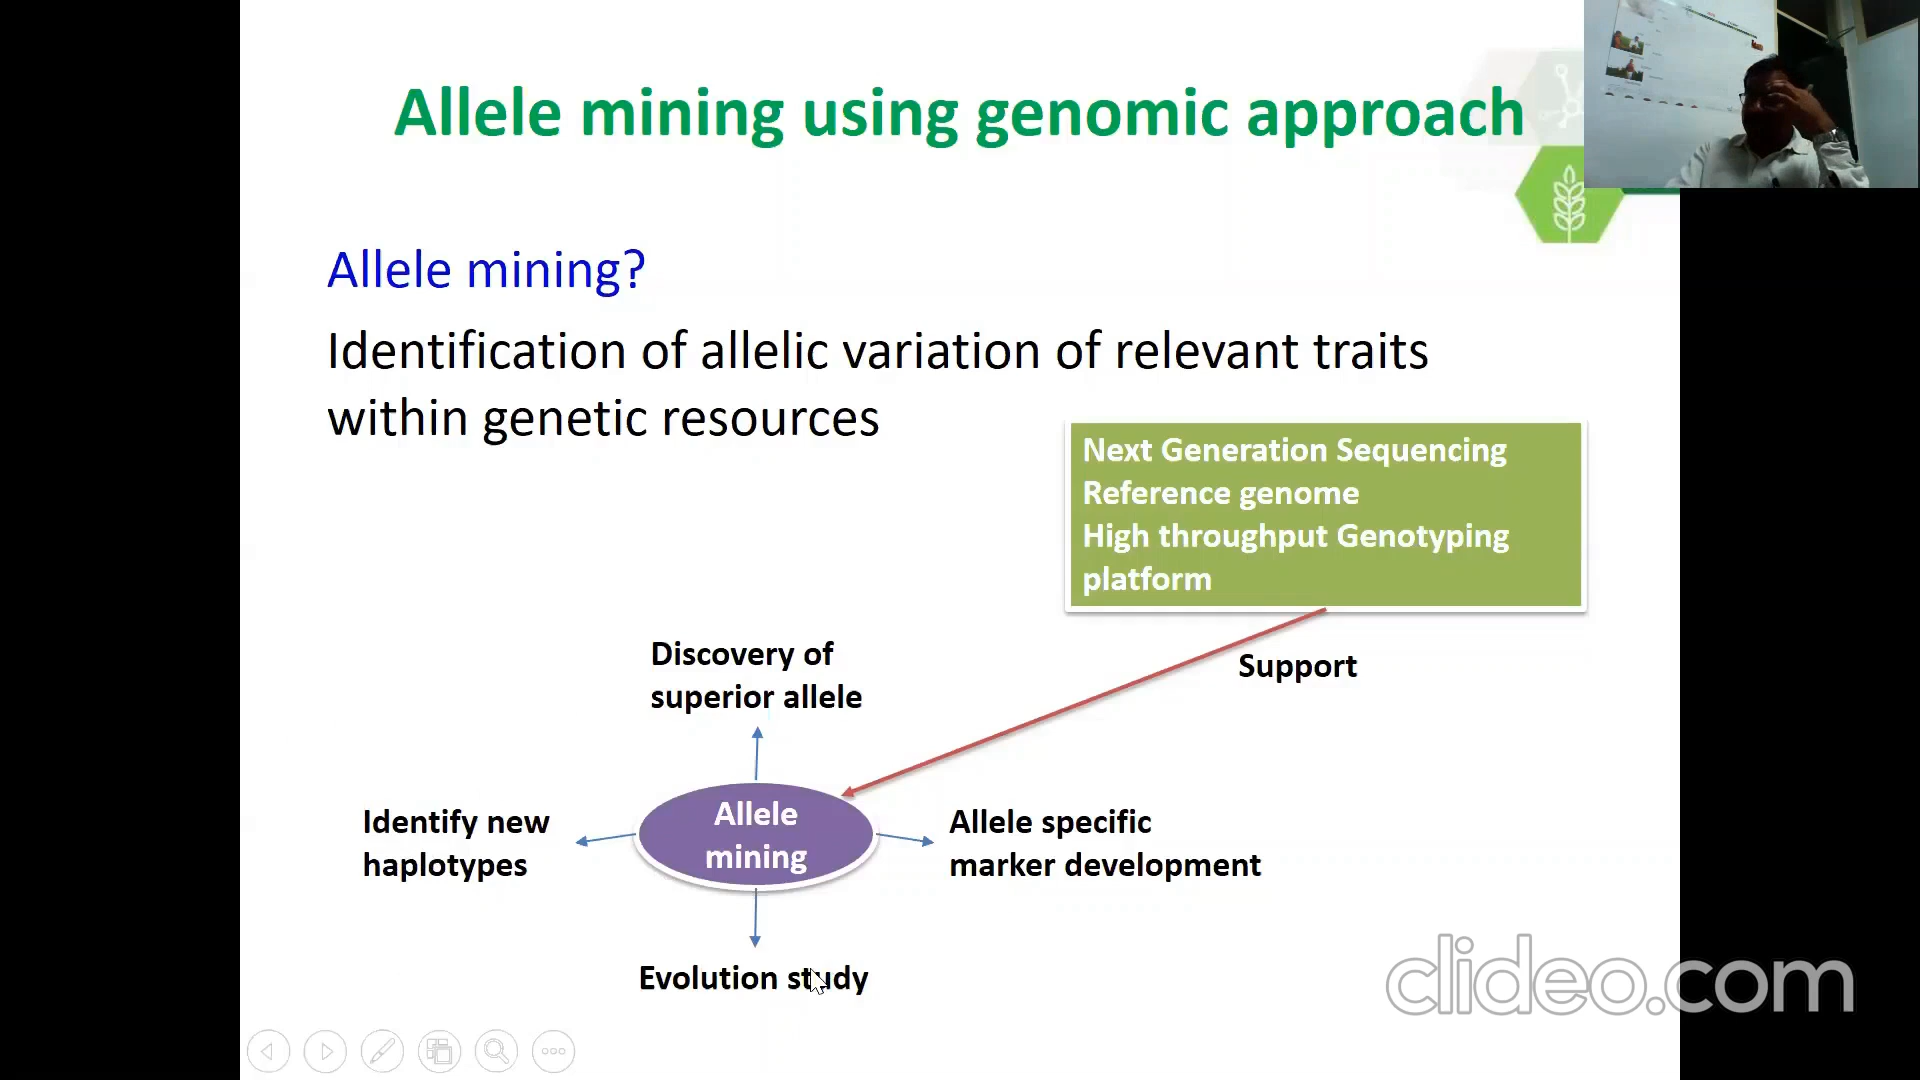 Allele mining using genomic approach
Allele mining?
Identification of allelic variation of relevant traits
within genetic resources
Next Generation Sequencing
Reference genome
High throughput Genotyping
platform
Support
Discovery of
superior allele
Identify new
haplotypes
Allele
mining
Allele specific
marker development
Evolution study
clideo.com